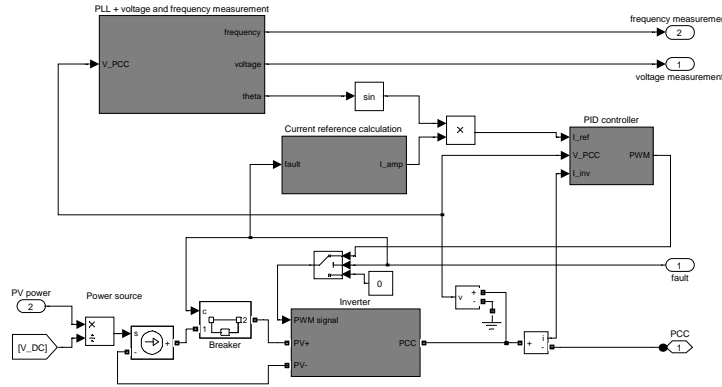 PLL + voltage and frequency measurement
frequency measuremen
frequency
2
V_PCC
voltage
1
voltage measurement
theta
sin
Current reference calculation
×
PID controller
I_ref
fault
I_amp
V_PCC
PWM
I_inv
1
fault
0
PV power
Power source
2
Inverter
v
+
-
c
PWM signal
×
÷
s
1
2
PCC
[V_DC]
+
-
Breaker
PV+
PCC
+
i
-
1
PV-